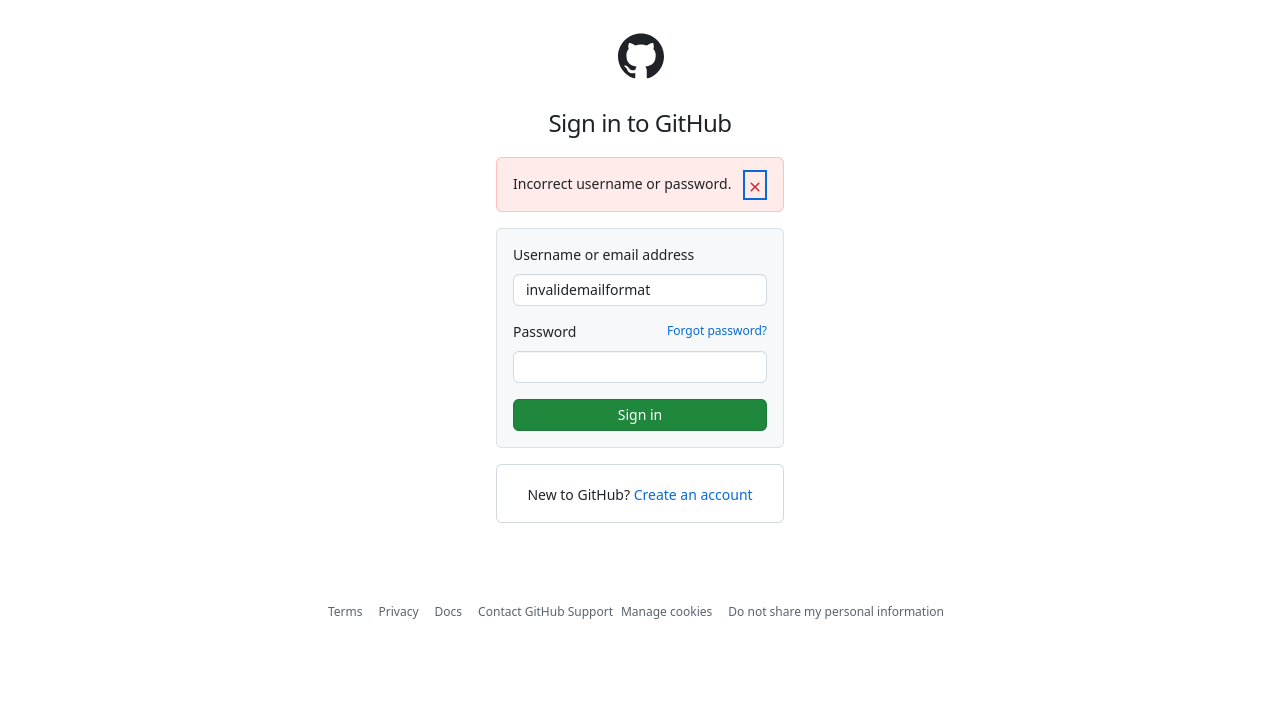 Sign in to GitHub
Incorrect username or password.
Username or email address
invalidemailformat
Password Forgot password?
Sign in
New to GitHub? Create an account
Terms Privacy Docs Contact GitHub Support Manage cookies Do not share my personal information